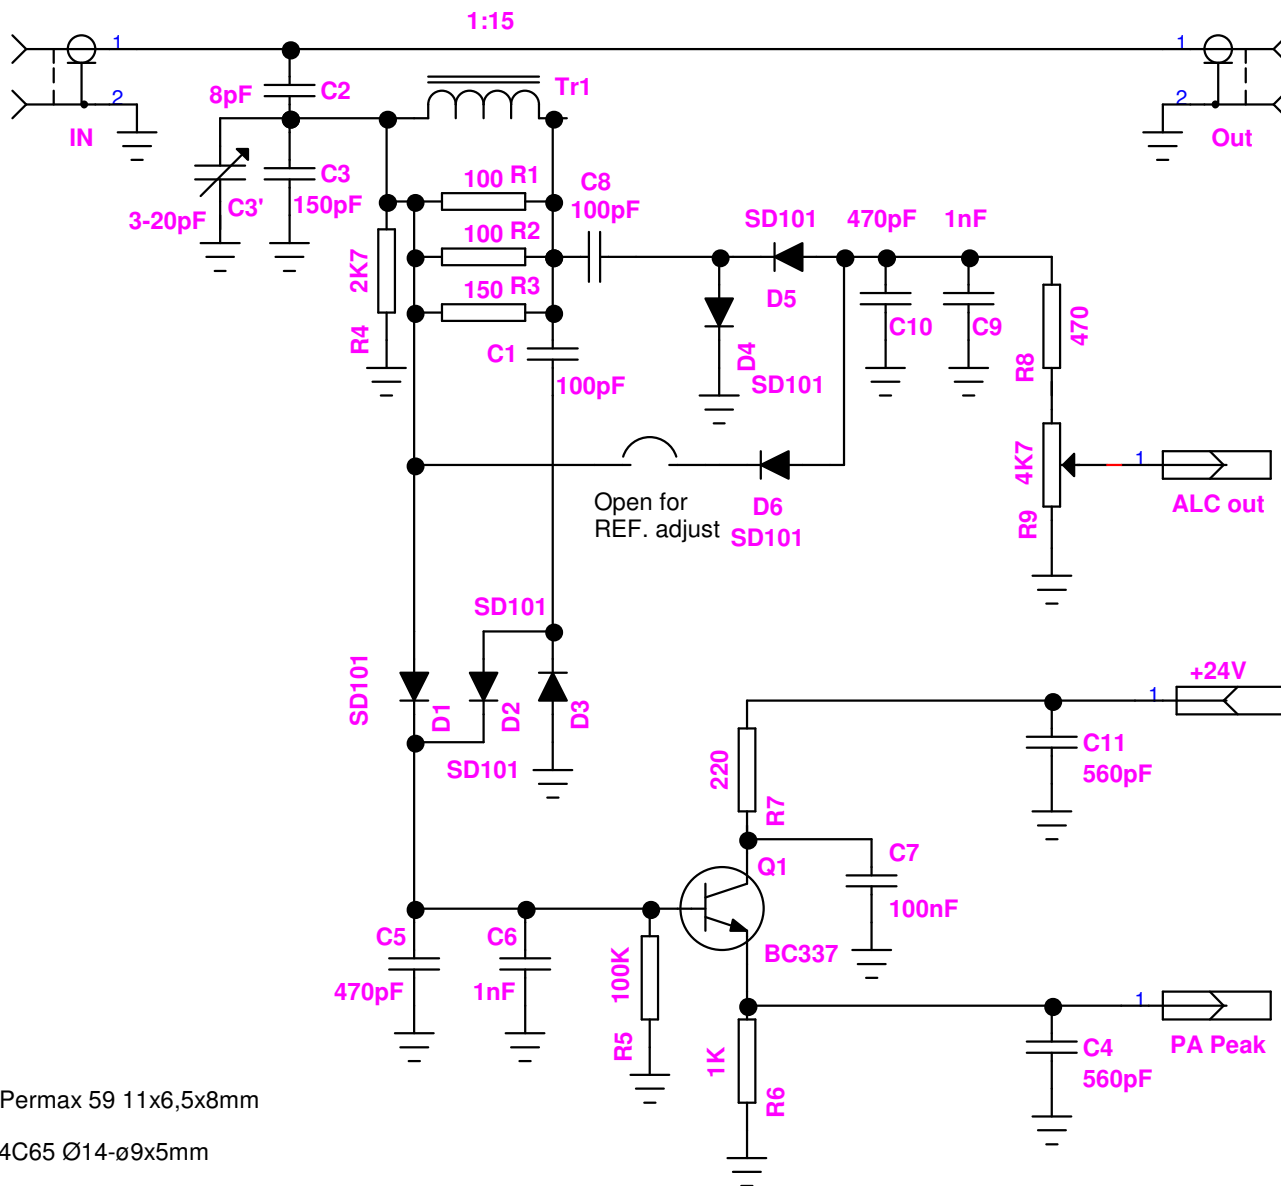 1:15
1
1
Tr1
8pF
C2
2
2
IN
Out
C3
150pF
C3'
3-20pF
100 R1
C8
100pF
100 R2
150 R3
2K7
R4
C1
100pF
SD101
470pF
1nF
D5
C10
C9
D4
SD101
470
R8
4K7
R9
1
ALC out
Open for
REF. adjust
D6
SD101
SD101
SD101
D1
D2
D3
SD101
+24V
1
C11
560pF
220
R7
Q1
C7
100nF
BC337
C5
470pF
C6
1nF
100K
R5
1K
R6
1
PA Peak
C4
560pF
Permax 59 11x6,5x8mm
4C65 Ø14-ø9x5mm